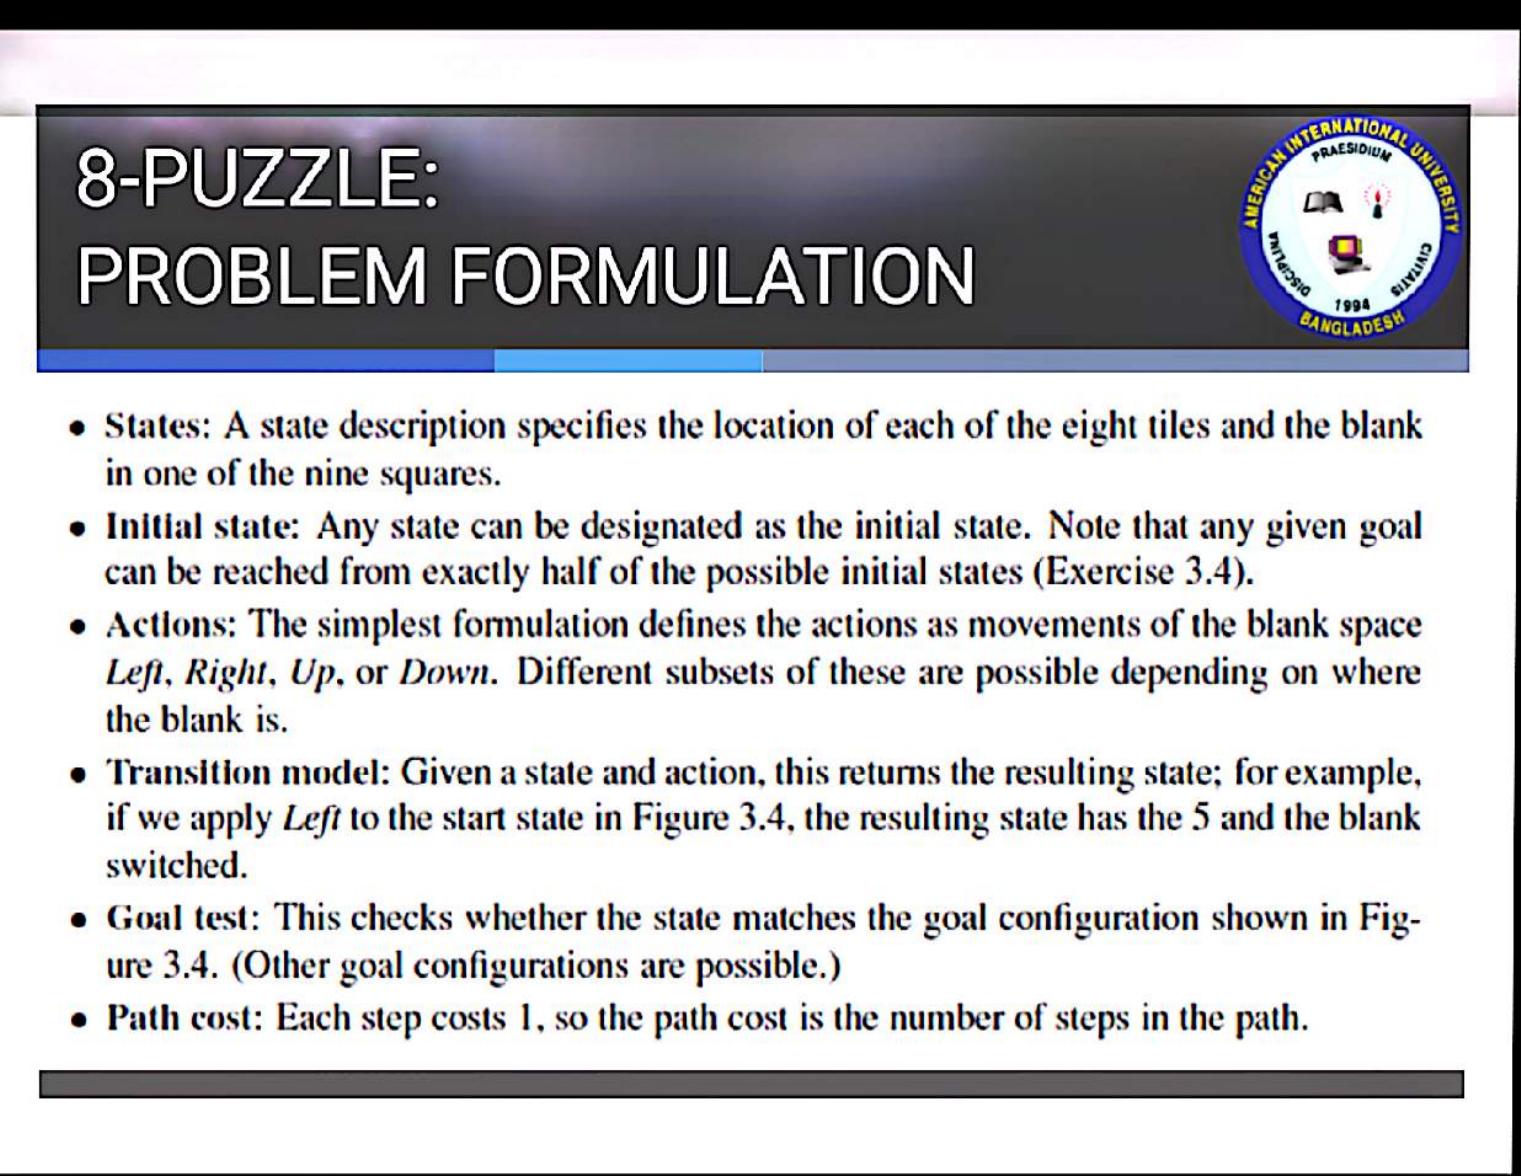 8-PUZZLE:
PROBLEM FORMULATION
AMERICAN INTERNATIONAL UNIVERSITY
PRAESIDIUM
DISCIPLINA
CIVITATIS
1994
BANGLADESH
• States: A state description specifies the location of each of the eight tiles and the blank
in one of the nine squares.
• Initial state: Any state can be designated as the initial state. Note that any given goal
can be reached from exactly half of the possible initial states (Exercise 3.4).
• Actions: The simplest formulation defines the actions as movements of the blank space
Left, Right, Up, or Down. Different subsets of these are possible depending on where
the blank is.
• Transition model: Given a state and action, this returns the resulting state; for example,
if we apply Left to the start state in Figure 3.4, the resulting state has the 5 and the blank
switched.
• Goal test: This checks whether the state matches the goal configuration shown in Fig-
ure 3.4. (Other goal configurations are possible.)
• Path cost: Each step costs 1, so the path cost is the number of steps in the path.